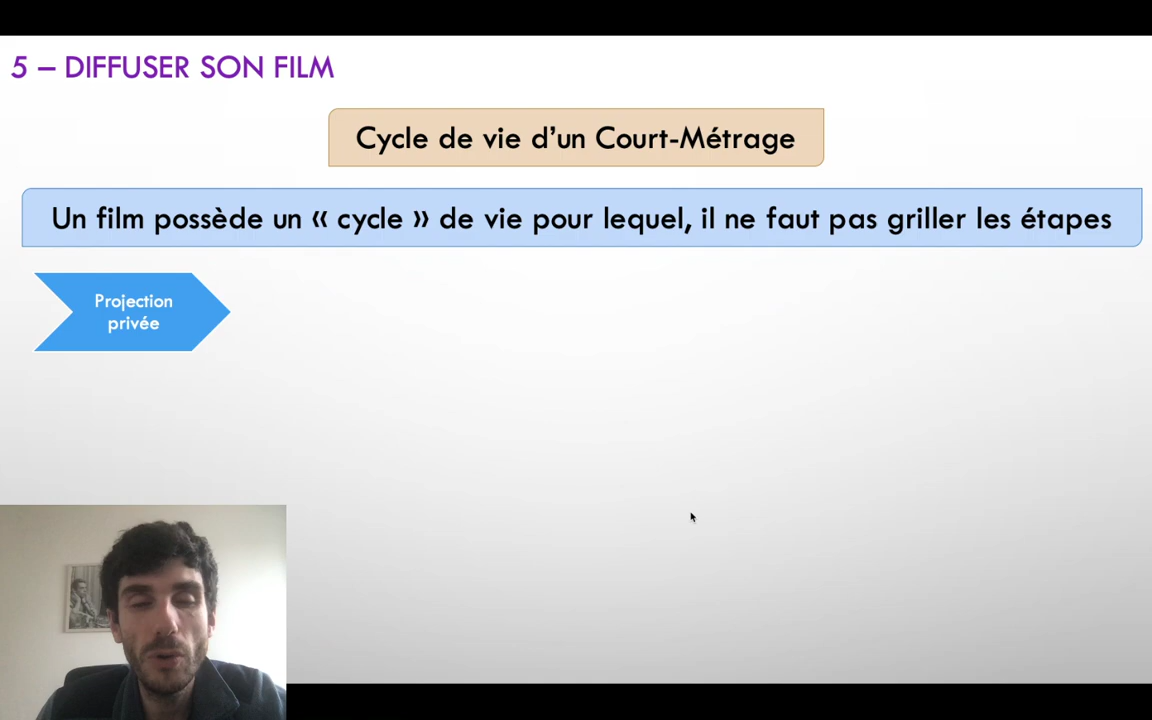 5 – DIFFUSER SON FILM
Cycle de vie d’un Court-Métrage
Un film possède un « cycle » de vie pour lequel, il ne faut pas griller les étapes
Projection
privée